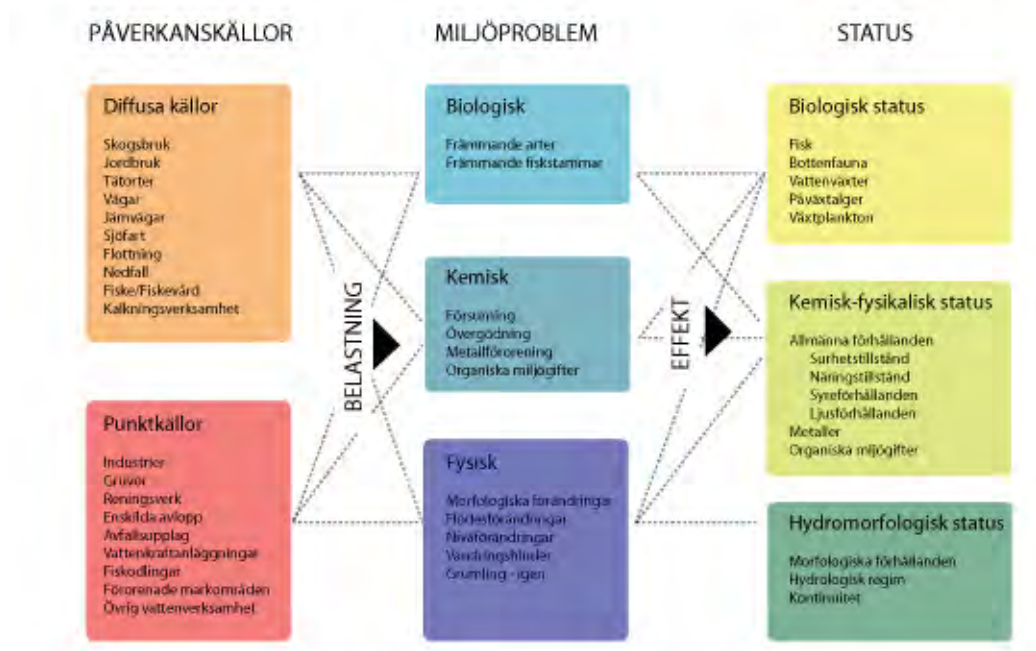 PÅVERKANSKÄLLOR
MILJÖPROBLEM
STATUS
Diffusa källor
Skogsbruk
Jordbruk
Tätorter
Vägar
Järnvägar
Sjöfart
Flottning
Nedfall
Fiske/Fiskevård
Kalkningsverksamhet
Punktkällor
Industrier
Gruvor
Reningsverk
Enskilda avlopp
Avfallsupplag
Vattenkraftanläggningar
Fiskodlingar
Förorenade markområden
Övrig vattenverksamhet
BELASTNING
Biologisk
Främmande arter
Främmande fiskstammar
Kemisk
Försurning
Övergödning
Metallförorening
Organiska miljögifter
Fysisk
Morfologiska förändringar
Flödesförändringar
Nivåförändringar
Vandringshinder
Grumling - igen
EFFEKT
Biologisk status
Fisk
Bottenfauna
Vattenväxter
Påväxtalger
Växtplankton
Kemisk-fysikalisk status
Allmänna förhållanden
Surhetstillstånd
Näringstillstånd
Syreförhållanden
Ljusförhållanden
Metaller
Organiska miljögifter
Hydromorfologisk status
Morfologiska förhållanden
Hydrologisk regim
Kontinuitet